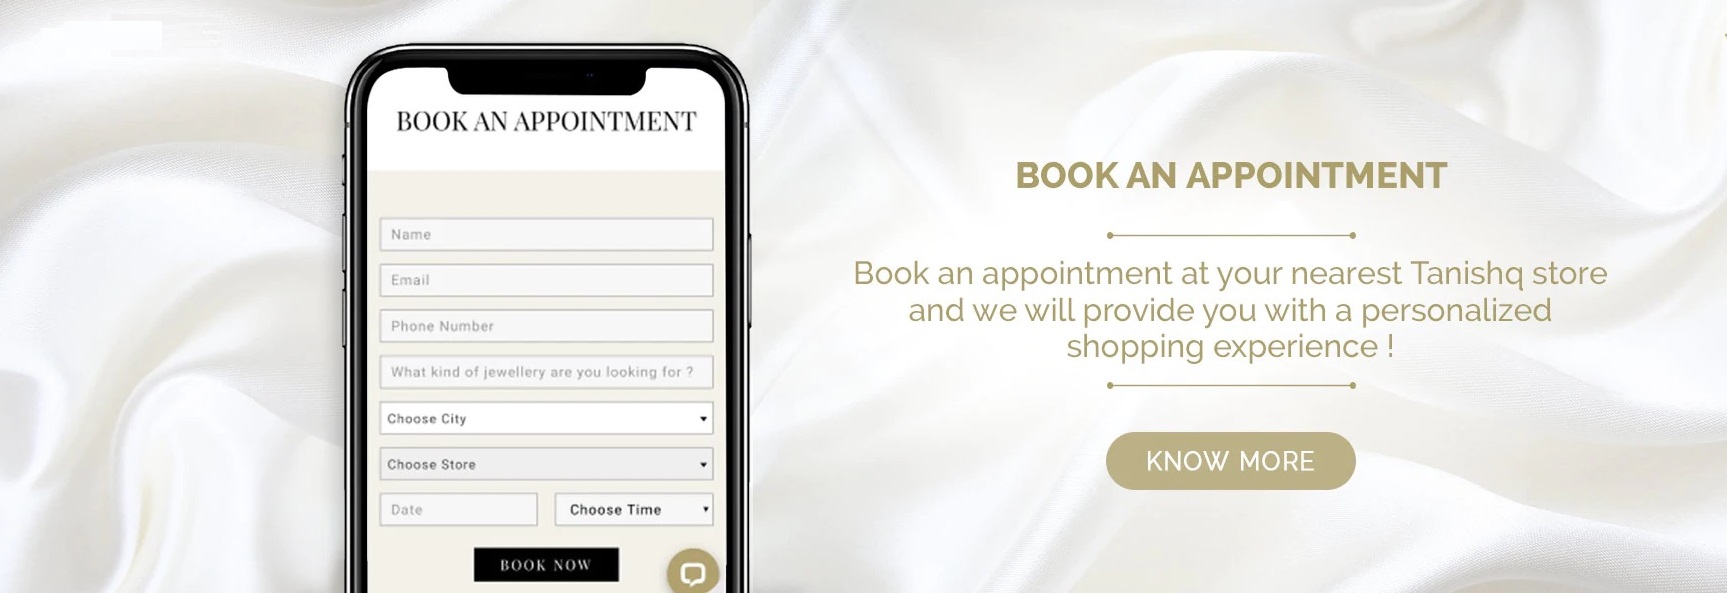 BOOK AN APPOINTMENT
Name
Email
Phone Number
What kind of jewellery are you looking for ?
Choose City
Choose Store
Date
Choose Time
BOOK NOW
BOOK AN APPOINTMENT
Book an appointment at your nearest Tanishq store
and we will provide you with a personalized
shopping experience !
KNOW MORE